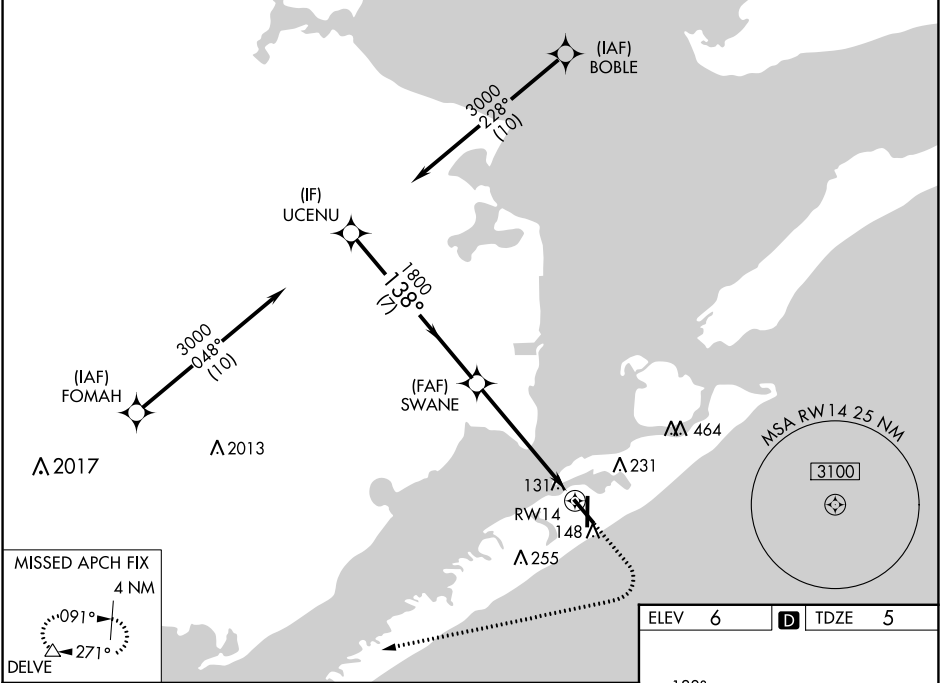 (IAF)
BOBLE
3000
228°
(10)
(IF)
UCENU
1800
138°
(7)
3000
048°
(10)
(IAF)
FOMAH
(FAF)
SWANE
2013
2017
464
231
131
RW14
148
255
MSA RW14 25 NM
3100
MISSED APCH FIX
4 NM
091°
271°
DELVE
ELEV 6 D TDZE 5